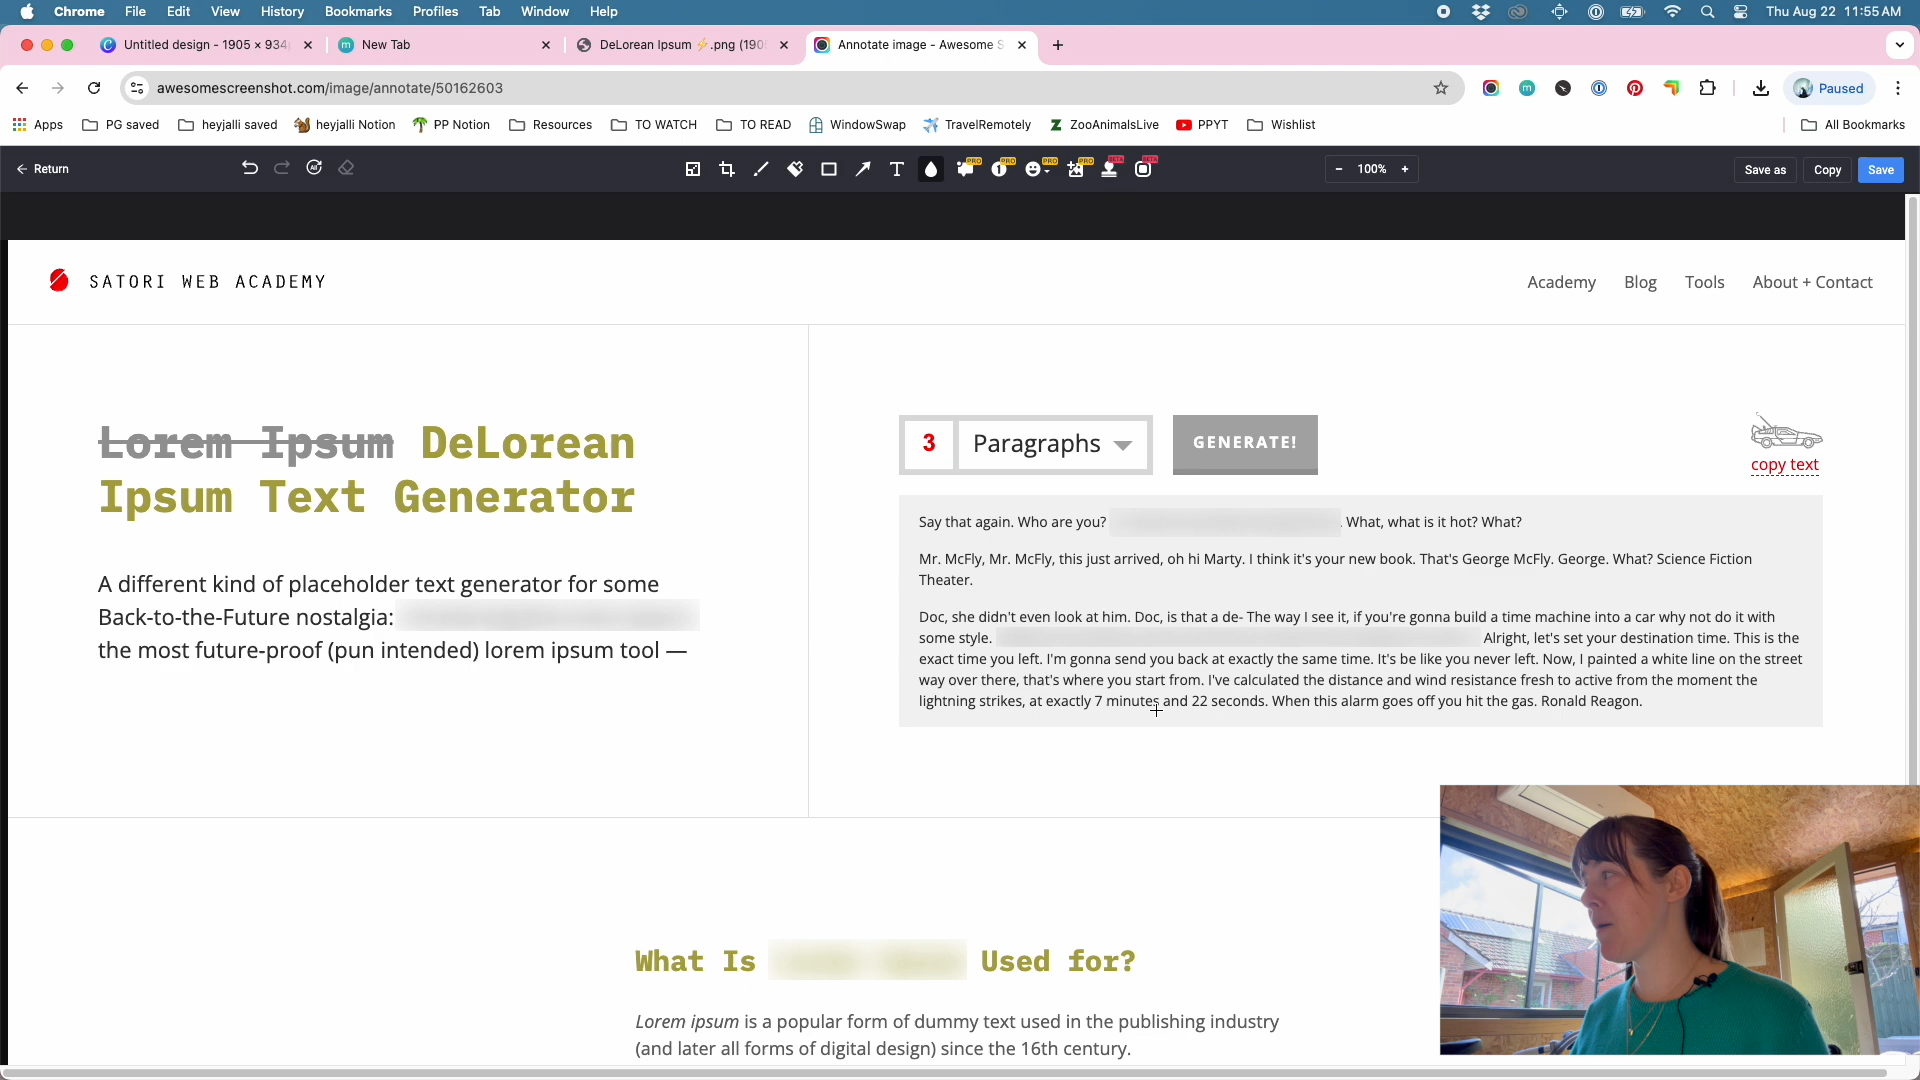 Chrome File Edit View History Bookmarks Profiles Tab Window Help
Thu Aug 22 11:55 AM
Untitled design - 1905 × 934
New Tab
DeLorean Ipsum ⚡.png (190
Annotate image - Awesome S
awesomescreenshot.com/image/annotate/50162603
Paused
Apps PG saved heyjalli saved heyjalli Notion PP Notion Resources TO WATCH TO READ WindowSwap TravelRemotely ZooAnimalsLive PPYT Wishlist All Bookmarks
Return
PRO PRO PRO PRO BETA BETA
- 100% +
Save as Copy Save
SATORI WEB ACADEMY
Academy Blog Tools About + Contact
Lorem Ipsum DeLorean
Ipsum Text Generator
A different kind of placeholder text generator for some
Back-to-the-Future nostalgia:
the most future-proof (pun intended) lorem ipsum tool —
3 Paragraphs GENERATE!
copy text
Say that again. Who are you? . What, what is it hot? What?
Mr. McFly, Mr. McFly, this just arrived, oh hi Marty. I think it's your new book. That's George McFly. George. What? Science Fiction
Theater.
Doc, she didn't even look at him. Doc, is that a de- The way I see it, if you're gonna build a time machine into a car why not do it with
some style. Alright, let's set your destination time. This is the
exact time you left. I'm gonna send you back at exactly the same time. It's be like you never left. Now, I painted a white line on the street
way over there, that's where you start from. I've calculated the distance and wind resistance fresh to active from the moment the
lightning strikes, at exactly 7 minutes and 22 seconds. When this alarm goes off you hit the gas. Ronald Reagon.
What Is Used for?
Lorem ipsum is a popular form of dummy text used in the publishing industry
(and later all forms of digital design) since the 16th century.